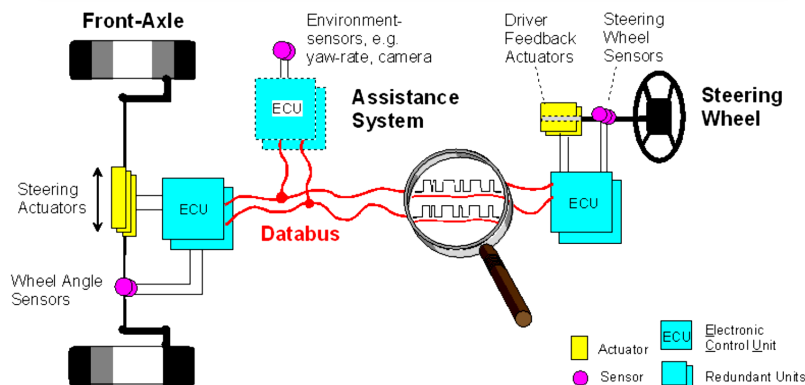 Front-Axle
Environment-
sensors, e.g.
yaw-rate, camera
Driver
Feedback
Actuators
Steering
Wheel
Sensors
ECU
Assistance
System
Steering
Wheel
Steering
Actuators
ECU
ECU
Databus
Wheel Angle
Sensors
Actuator
ECU
Electronic
Control Unit
Sensor
Redundant Units